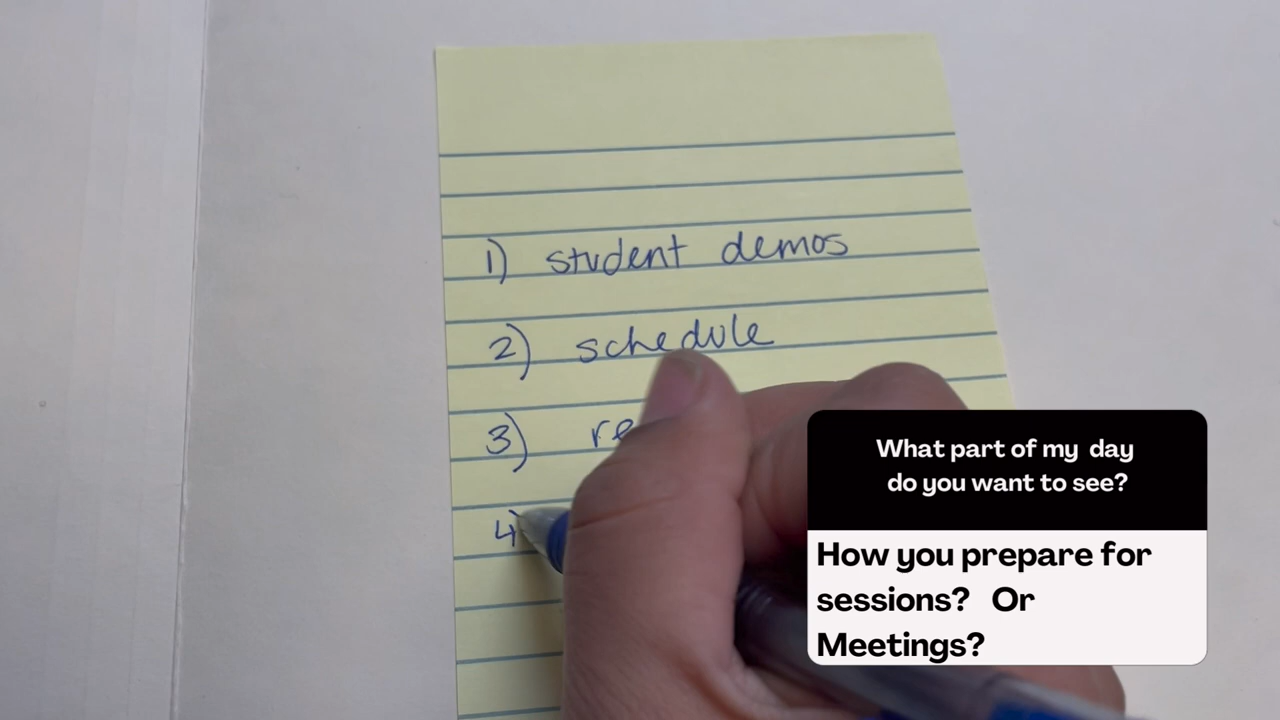 1) student demos
2) schedule
3)
4)
What part of my day
do you want to see?
How you prepare for
sessions? Or
Meetings?